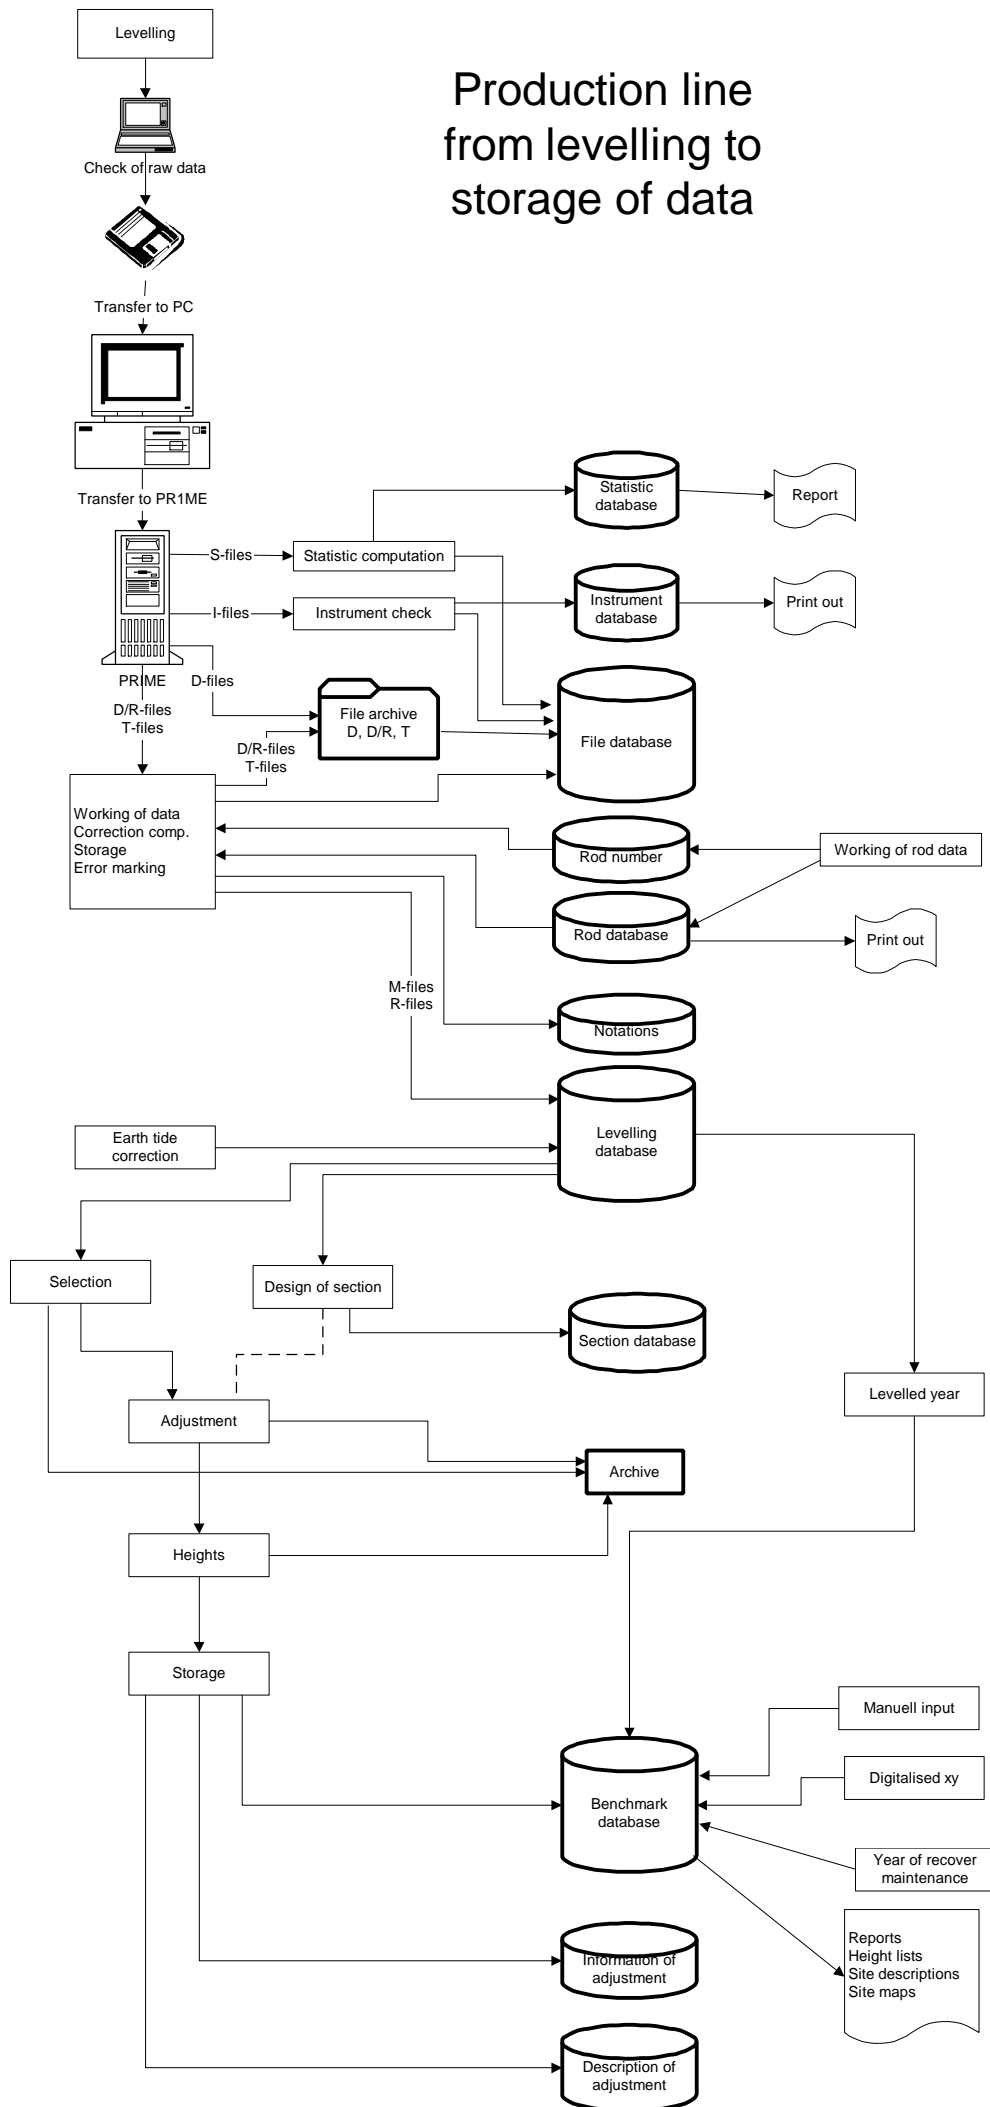 Levelling
Production line
from levelling to
storage of data
Check of raw data
Transfer to PC
Transfer to PR1ME
Statistic
database
Report
S-files
Statistic computation
I-files
Instrument check
Instrument
database
Print out
PRIME
D-files
D/R-files
T-files
File archive
D, D/R, T
D/R-files
T-files
File database
Working of data
Correction comp.
Storage
Error marking
Rod number
Working of rod data
Rod database
Print out
M-files
R-files
Notations
Earth tide
correction
Levelling
database
Selection
Design of section
Section database
Levelled year
Adjustment
Archive
Heights
Storage
Manuell input
Digitalised xy
Benchmark
database
Year of recover
maintenance
Reports
Height lists
Site descriptions
Site maps
Information of
adjustment
Description of
adjustment